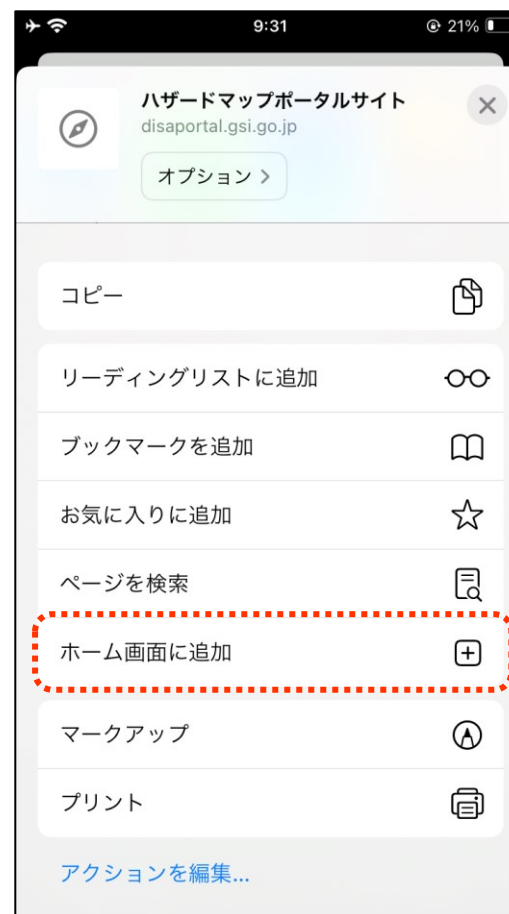 9:31
21%
ハザードマップポータルサイト
disaportal.gsi.go.jp
オプション
コピー
リーディングリストに追加
ブックマークを追加
お気に入りに追加
ページを検索
ホーム画面に追加
マークアップ
プリント
アクションを編集...